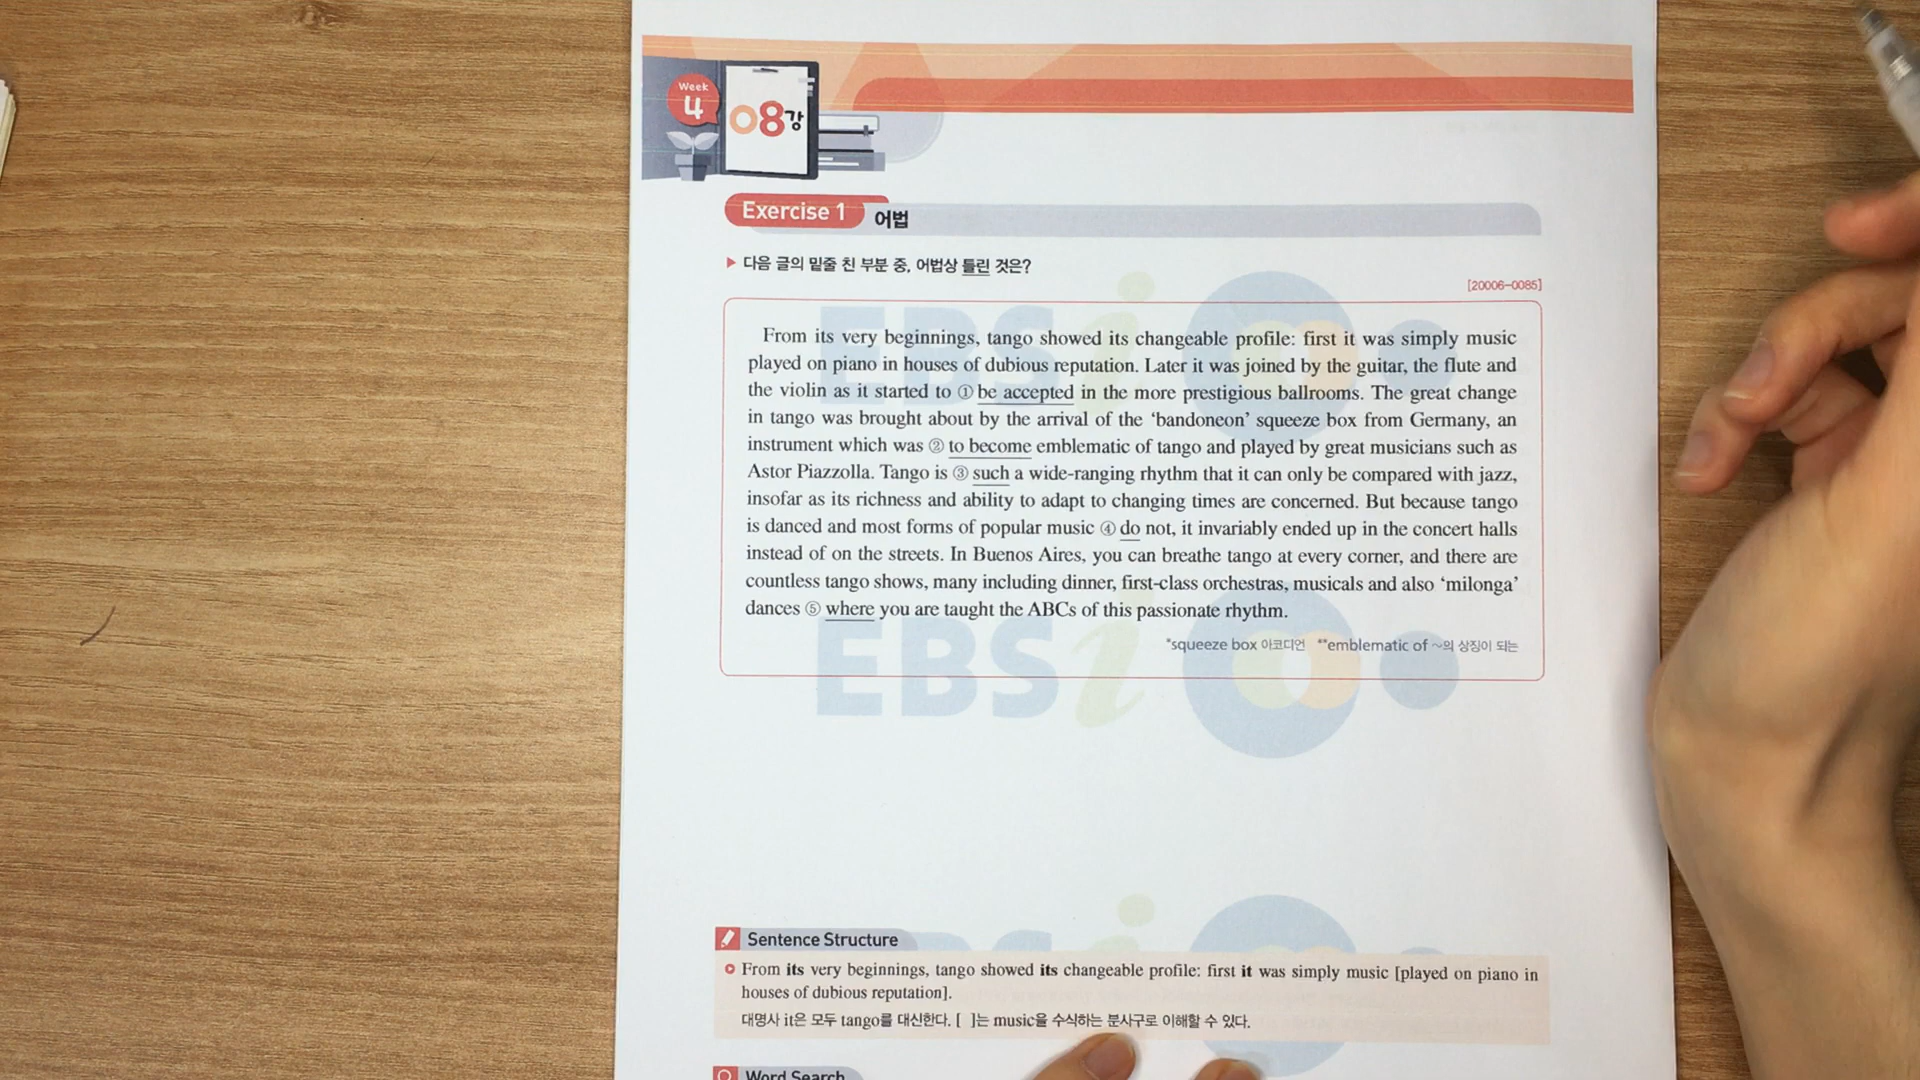 Week
4
08강
Exercise 1 어법
▶ 다음 글의 밑줄 친 부분 중, 어법상 틀린 것은?
[20006-0085]
From its very beginnings, tango showed its changeable profile: first it was simply music
played on piano in houses of dubious reputation. Later it was joined by the guitar, the flute and
the violin as it started to ① be accepted in the more prestigious ballrooms. The great change
in tango was brought about by the arrival of the ‘bandoneon’ squeeze box from Germany, an
instrument which was ② to become emblematic of tango and played by great musicians such as
Astor Piazzolla. Tango is ③ such a wide-ranging rhythm that it can only be compared with jazz,
insofar as its richness and ability to adapt to changing times are concerned. But because tango
is danced and most forms of popular music ④ do not, it invariably ended up in the concert halls
instead of on the streets. In Buenos Aires, you can breathe tango at every corner, and there are
countless tango shows, many including dinner, first-class orchestras, musicals and also ‘milonga’
dances ⑤ where you are taught the ABCs of this passionate rhythm.
*squeeze box 아코디언 **emblematic of ~의 상징이 되는
EBSi
EBSi
Sentence Structure
From its very beginnings, tango showed its changeable profile: first it was simply music [played on piano in
houses of dubious reputation].
대명사 it은 모두 tango를 대신한다. [ ]는 music을 수식하는 분사구로 이해할 수 있다.
Word Search